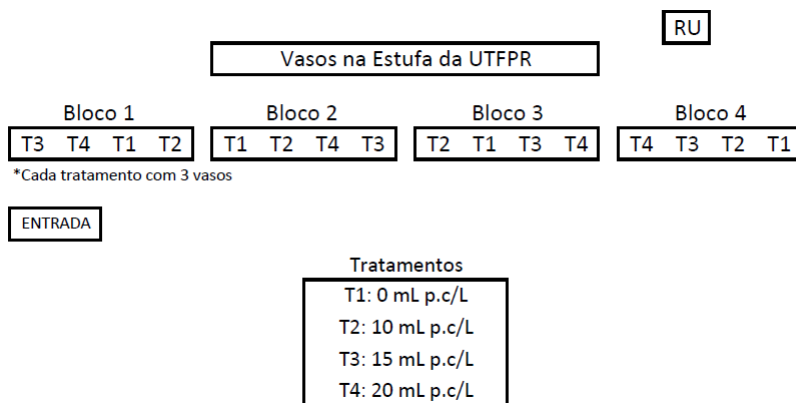 RU
Vasos na Estufa da UTFPR
Bloco 1 Bloco 2 Bloco 3 Bloco 4
T3 T4 T1 T2 T1 T2 T4 T3 T2 T1 T3 T4 T4 T3 T2 T1
*Cada tratamento com 3 vasos
ENTRADA
Tratamentos
T1: 0 mL p.c/L
T2: 10 mL p.c/L
T3: 15 mL p.c/L
T4: 20 mL p.c/L